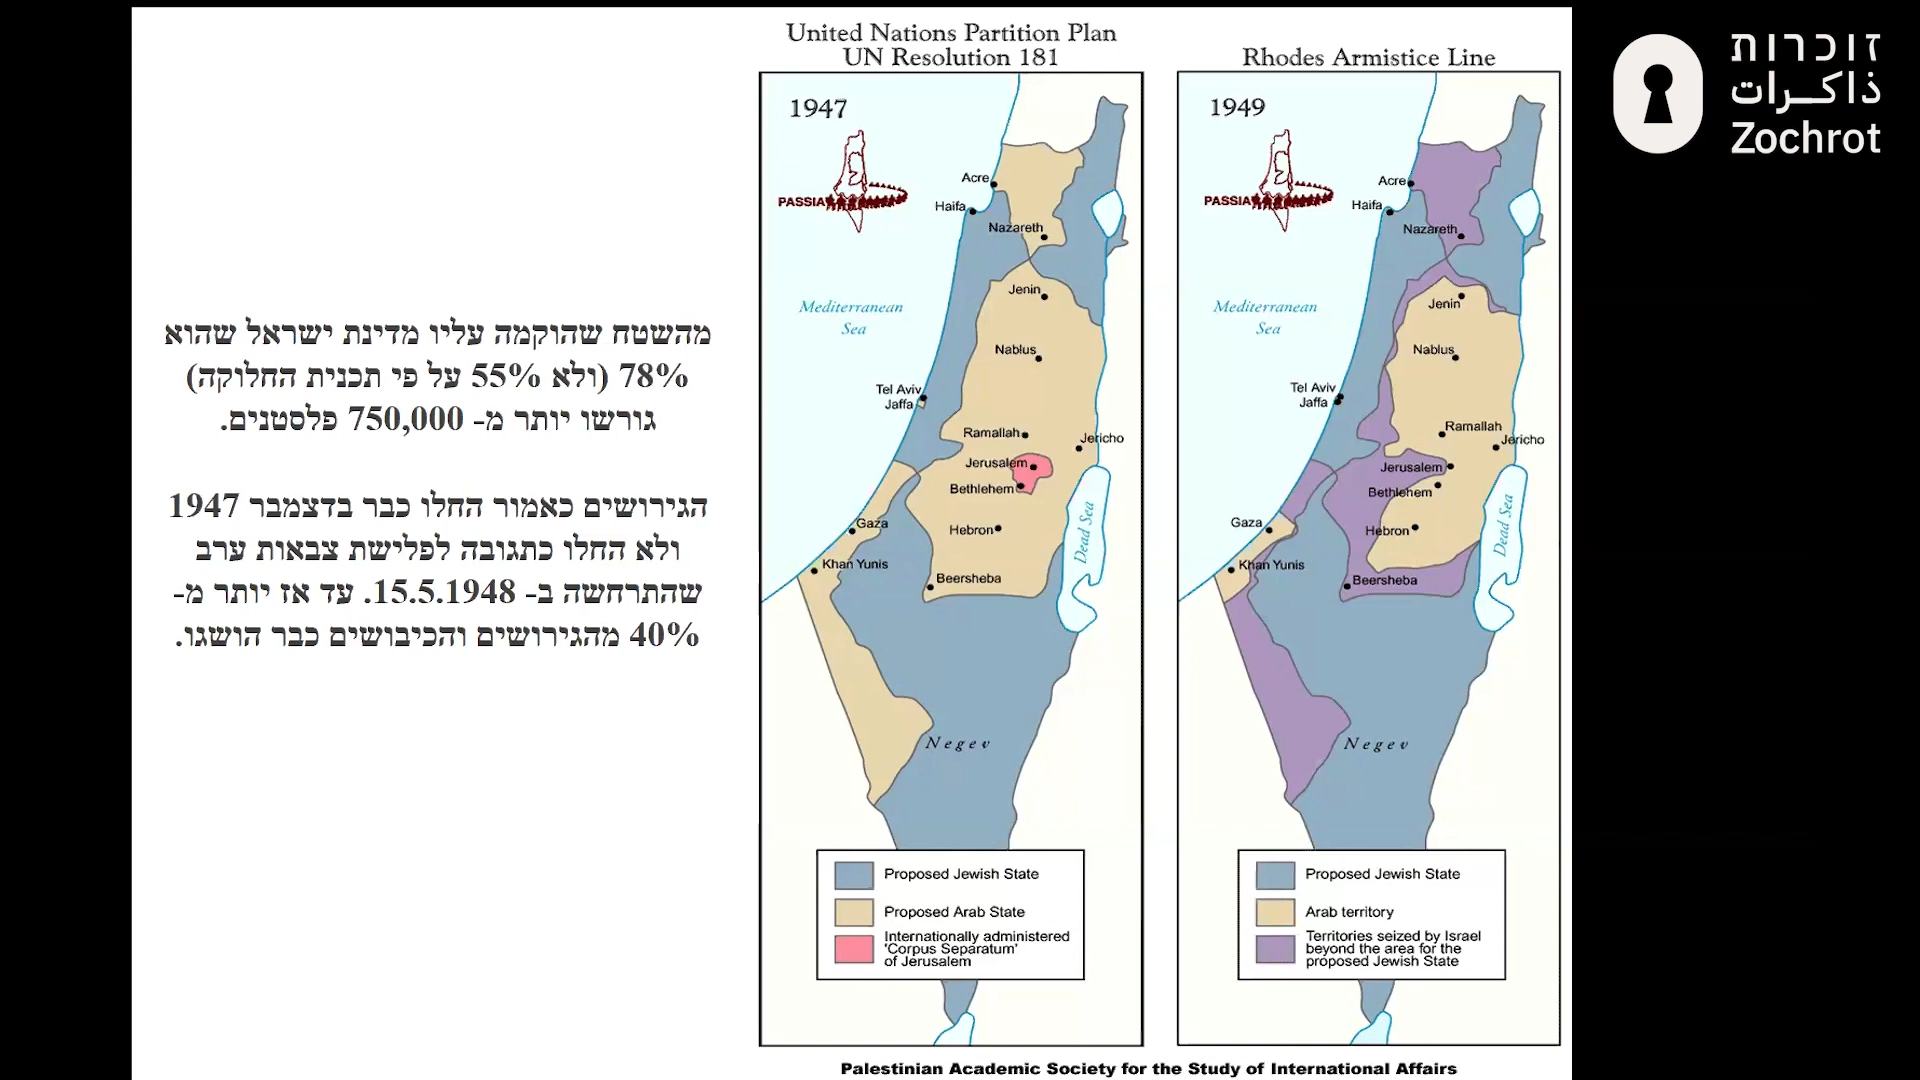 זוכרות
ذاكرات
Zochrot
מהשטח שהוקמה עליו מדינת ישראל שהוא
78% (ולא 55% על פי תכנית החלוקה)
גורשו יותר מ- 750,000 פלסטנים.
הגירושים כאמור החלו כבר בדצמבר 1947
ולא החלו כתגובה לפלישת צבאות ערב
שהתרחשה ב- 15.5.1948. עד אז יותר מ-
40% מהגירושים והכיבושים כבר הושגו.
United Nations Partition Plan
UN Resolution 181
1947
PASSIA
Acre
Haifa
Nazareth
Jenin
Mediterranean
Sea
Nablus
Tel Aviv
Jaffa
Ramallah
Jericho
Jerusalem
Bethlehem
Gaza
Hebron
Dead Sea
Khan Yunis
Beersheba
Negev
Proposed Jewish State
Proposed Arab State
Internationally administered
'Corpus Separatum'
of Jerusalem
Rhodes Armistice Line
1949
PASSIA
Acre
Haifa
Nazareth
Jenin
Mediterranean
Sea
Nablus
Tel Aviv
Jaffa
Ramallah
Jericho
Jerusalem
Bethlehem
Gaza
Hebron
Dead Sea
Khan Yunis
Beersheba
Negev
Proposed Jewish State
Arab territory
Territories seized by Israel
beyond the area for the
proposed Jewish State
Palestinian Academic Society for the Study of International Affairs